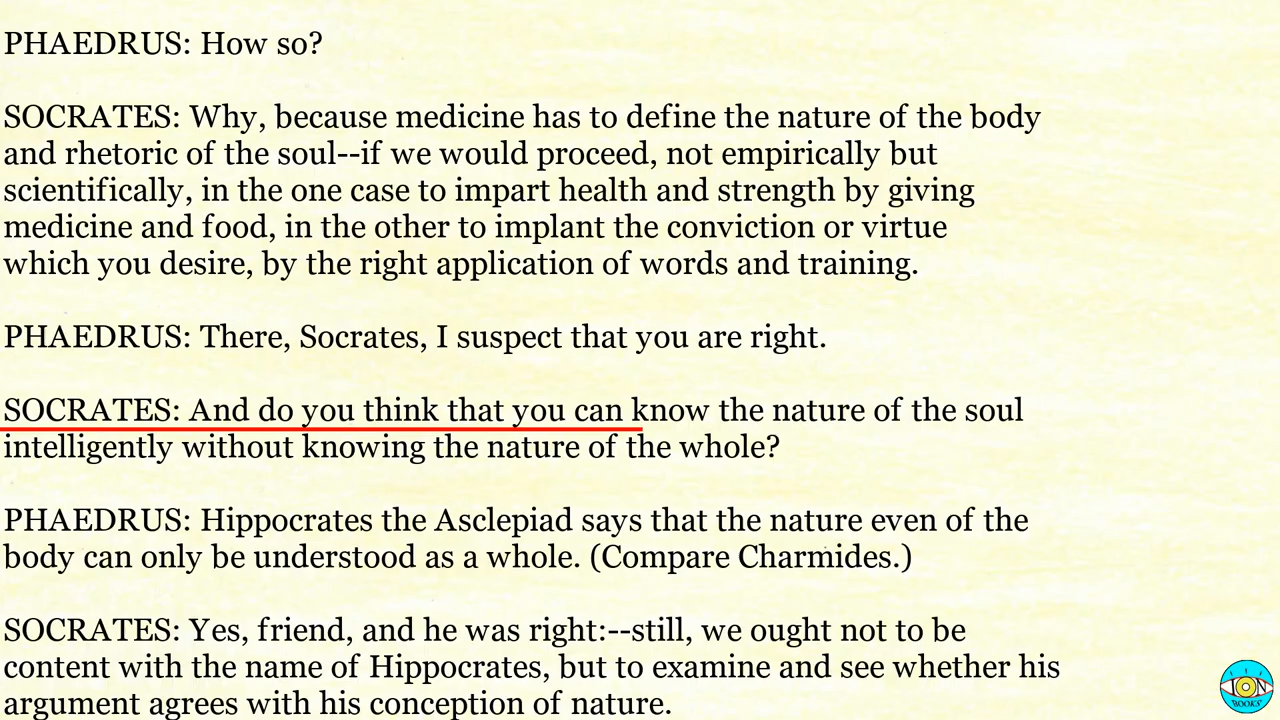 PHAEDRUS: How so?
SOCRATES: Why, because medicine has to define the nature of the body
and rhetoric of the soul--if we would proceed, not empirically but
scientifically, in the one case to impart health and strength by giving
medicine and food, in the other to implant the conviction or virtue
which you desire, by the right application of words and training.
PHAEDRUS: There, Socrates, I suspect that you are right.
SOCRATES: And do you think that you can know the nature of the soul
intelligently without knowing the nature of the whole?
PHAEDRUS: Hippocrates the Asclepiad says that the nature even of the
body can only be understood as a whole. (Compare Charmides.)
SOCRATES: Yes, friend, and he was right:--still, we ought not to be
content with the name of Hippocrates, but to examine and see whether his
argument agrees with his conception of nature.
ION
BOOKS